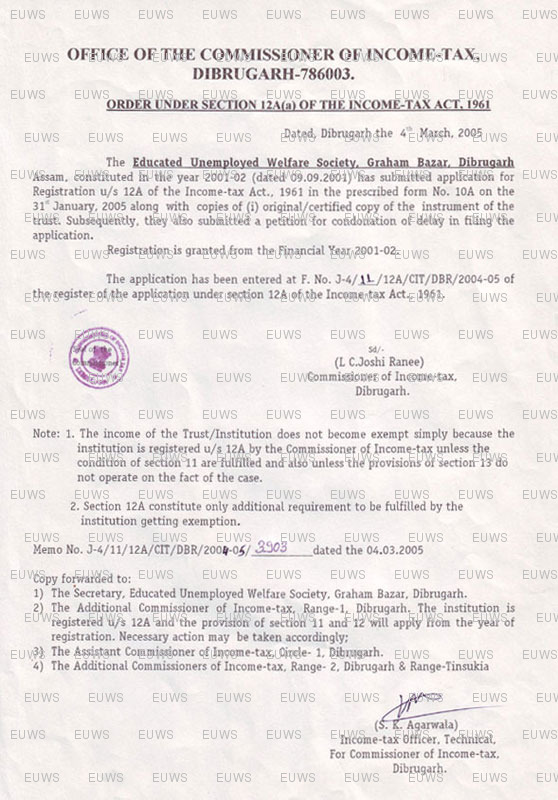 OFFICE OF THE COMMISSIONER OF INCOME-TAX,
DIBRUGARH-786003.
ORDER UNDER SECTION 12A(a) OF THE INCOME-TAX ACT, 1961
Dated, Dibrugarh the 4th March, 2005
The Educated Unemployed Welfare Society, Graham Bazar, Dibrugarh
Assam, constituted in the year 2001-02 (dated 09.09.2001) has submitted application for
Registration u/s 12A of the Income-tax Act., 1961 in the prescribed form No. 10A on the
31st January, 2005 along with copies of (i) original/certified copy of the instrument of the
trust. Subsequently, they also submitted a petition for condonation of delay in filing the
application.
Registration is granted from the Financial Year 2001-02.
The application has been entered at F. No. J-4/11/12A/CIT/DBR/2004-05 of
the register of the application under section 12A of the Income-tax Act., 1961.
Sd/-
(L C.Joshi Ranee)
Commissioner of Income-tax,
Dibrugarh.
Note: 1. The income of the Trust/Institution does not become exempt simply because the
institution is registered u/s 12A by the Commissioner of Income-tax unless the
condition of section 11 are fulfilled and also unless the provisions of section 13 do
not operate on the fact of the case.
2. Section 12A constitute only additional requirement to be fulfilled by the
institution getting exemption.
Memo No. J-4/11/12A/CIT/DBR/2004-05/ 3903 dated the 04.03.2005
Copy forwarded to:
1) The Secretary, Educated Unemployed Welfare Society, Graham Bazar, Dibrugarh.
2) The Additional Commissioner of Income-tax, Range-1, Dibrugarh. The institution is
registered u/s 12A and the provision of section 11 and 12 will apply from the year of
registration. Necessary action may be taken accordingly;
3) The Assistant Commissioner of Income-tax, Circle- 1, Dibrugarh.
4) The Additional Commissioners of Income-tax, Range- 2, Dibrugarh & Range-Tinsukia
(S. K. Agarwala)
Income-tax Officer, Technical,
For Commissioner of Income-tax,
Dibrugarh.